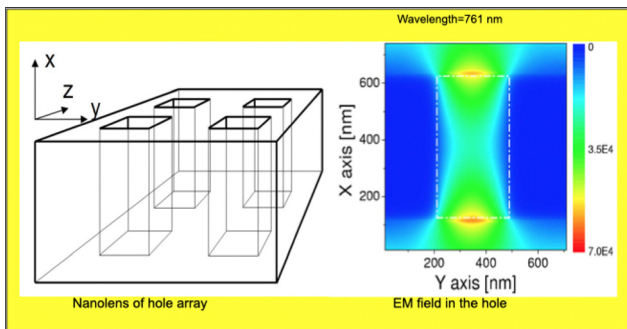 Wavelength=761 nm
X
Z
y
X axis [nm]
600
400
200
200 400 600
Y axis [nm]
0
3.5E4
7.0E4
Nanolens of hole array
EM field in the hole